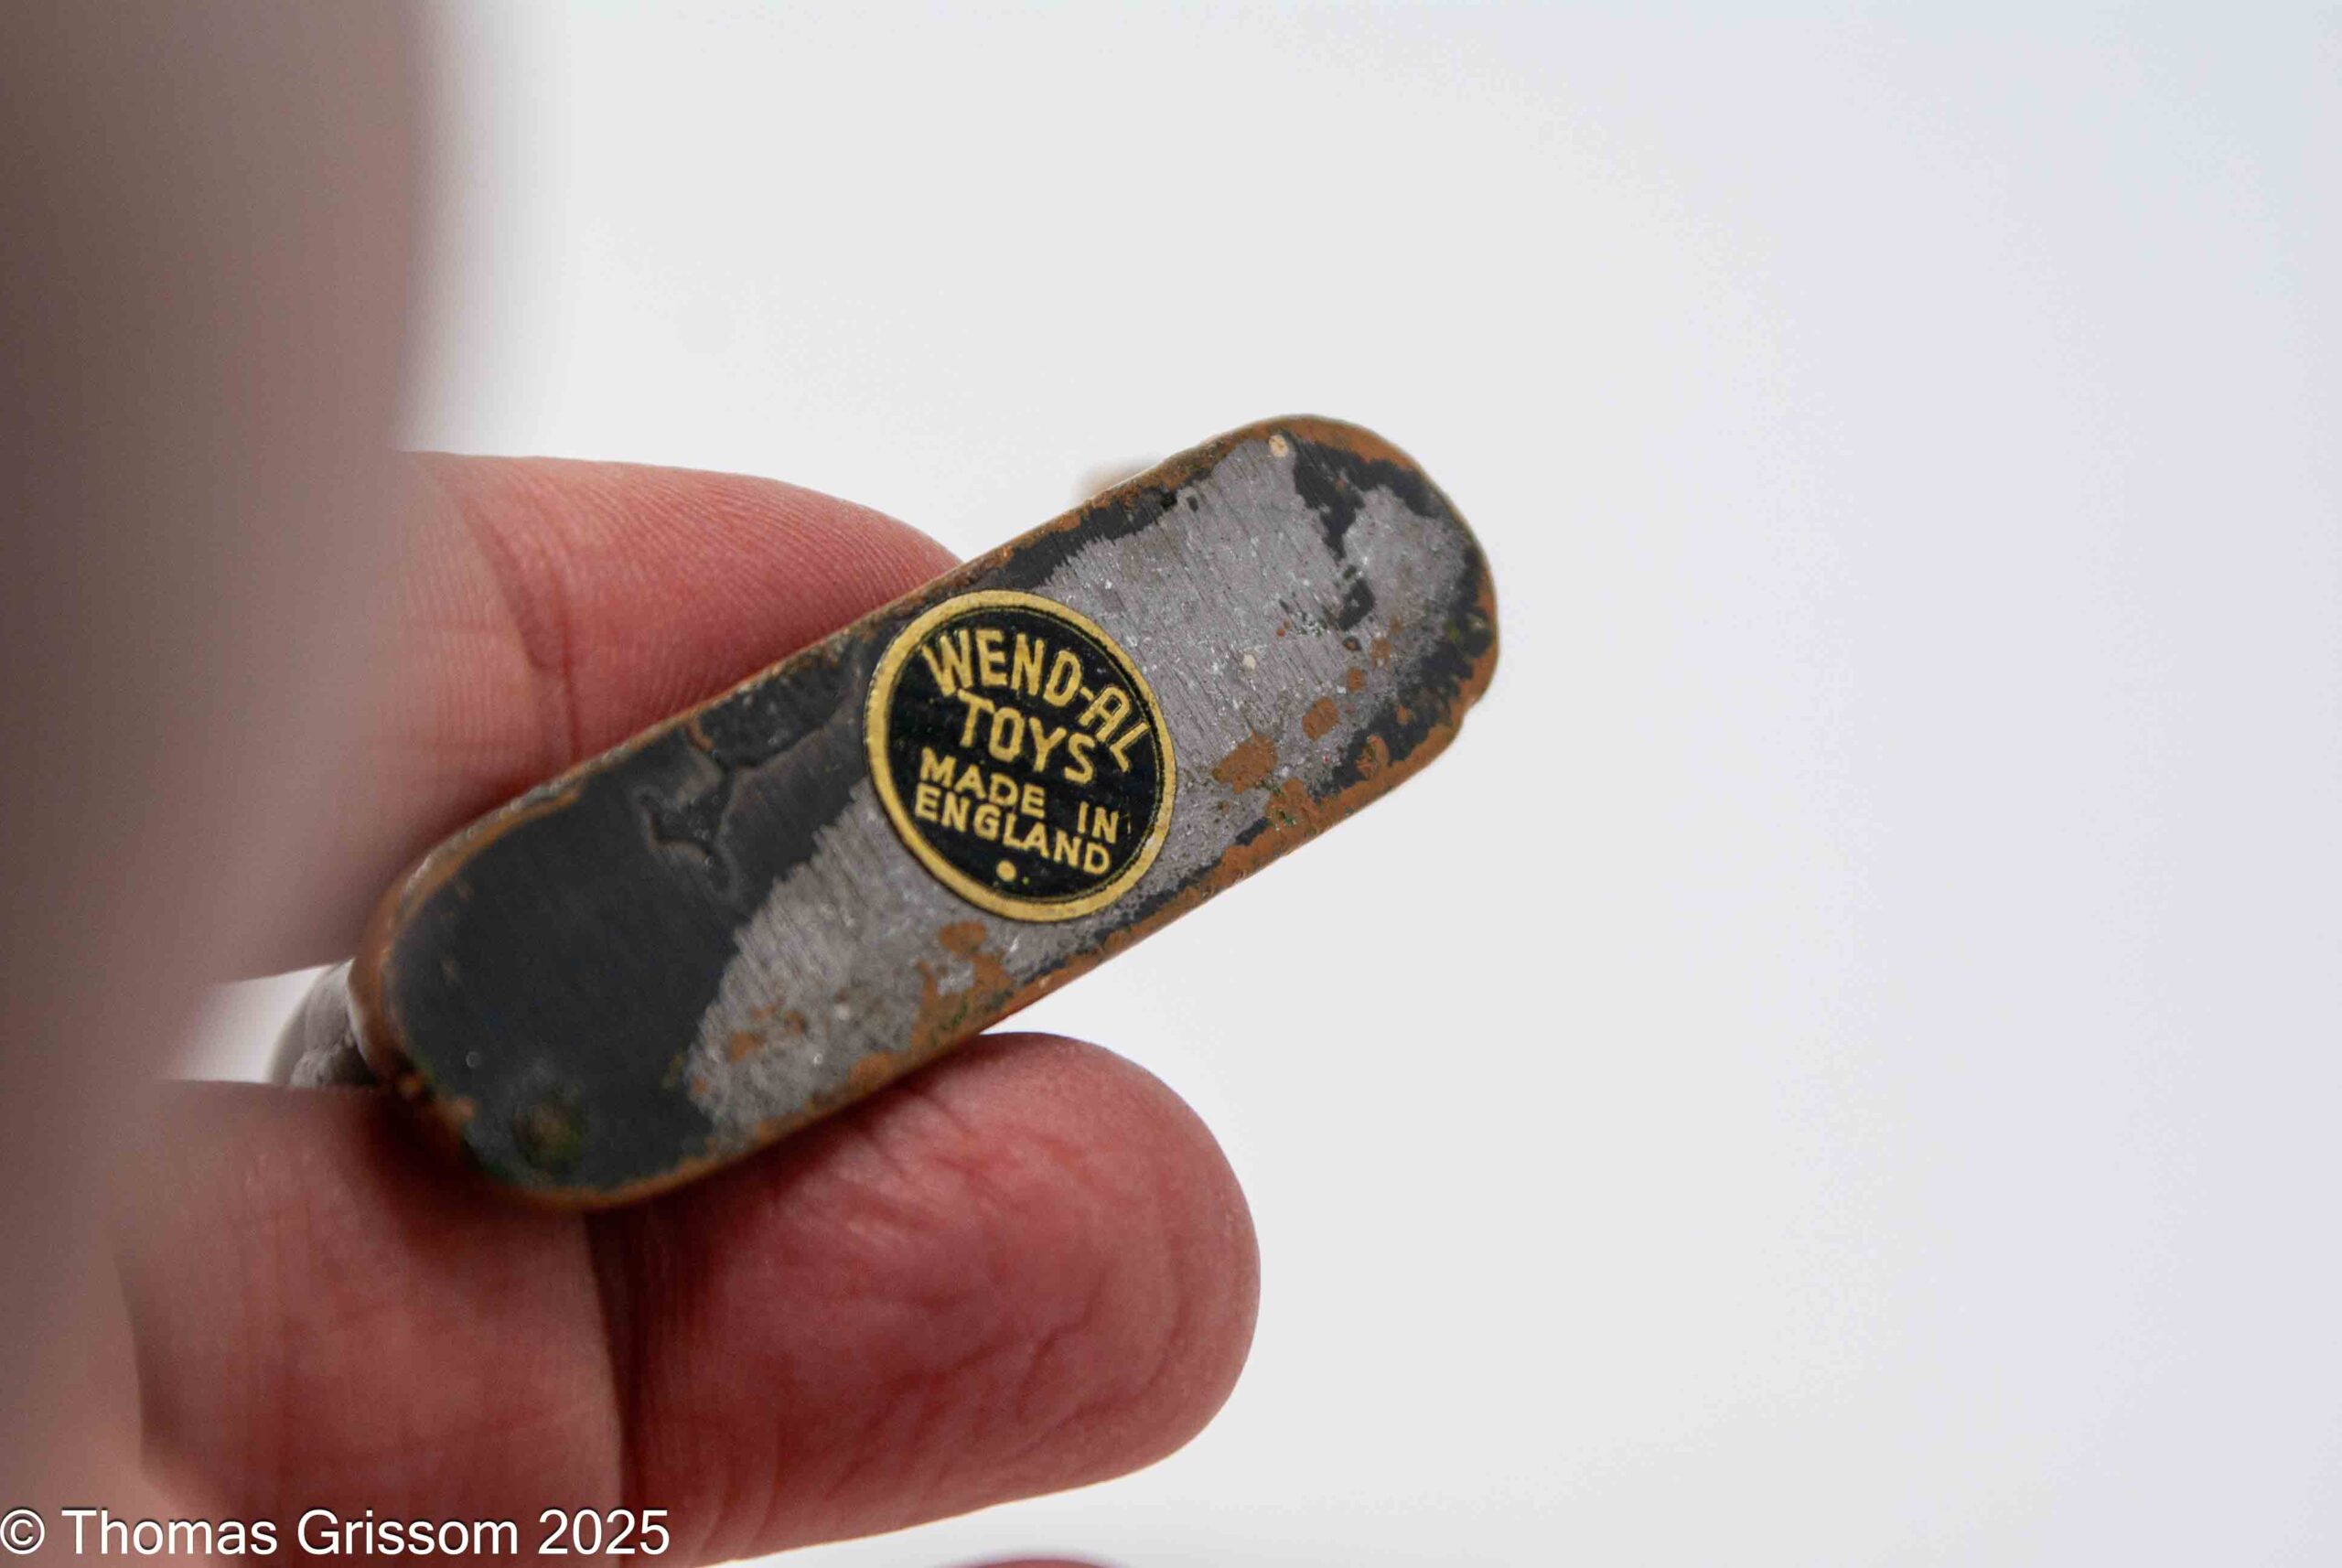 WEND-AL
TOYS
MADE IN
ENGLAND
© Thomas Grissom 2025